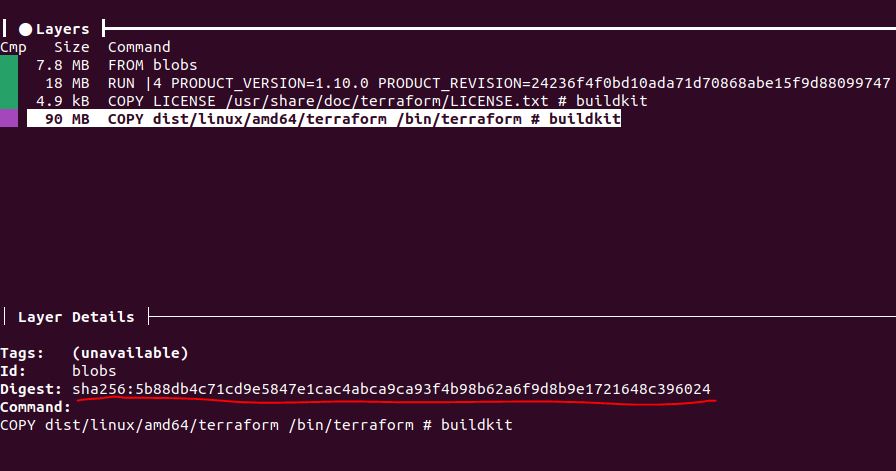 Layers
Cmp Size Command
7.8 MB FROM blobs
18 MB RUN |4 PRODUCT_VERSION=1.10.0 PRODUCT_REVISION=24236f4f0bd10ada71d70868abe15f9d88099747
4.9 kB COPY LICENSE /usr/share/doc/terraform/LICENSE.txt # buildkit
90 MB COPY dist/linux/amd64/terraform /bin/terraform # buildkit
Layer Details
Tags: (unavailable)
Id: blobs
Digest: sha256:5b88db4c71cd9e5847e1cac4abca9ca93f4b98b62a6f9d8b9e1721648c396024
Command:
COPY dist/linux/amd64/terraform /bin/terraform # buildkit